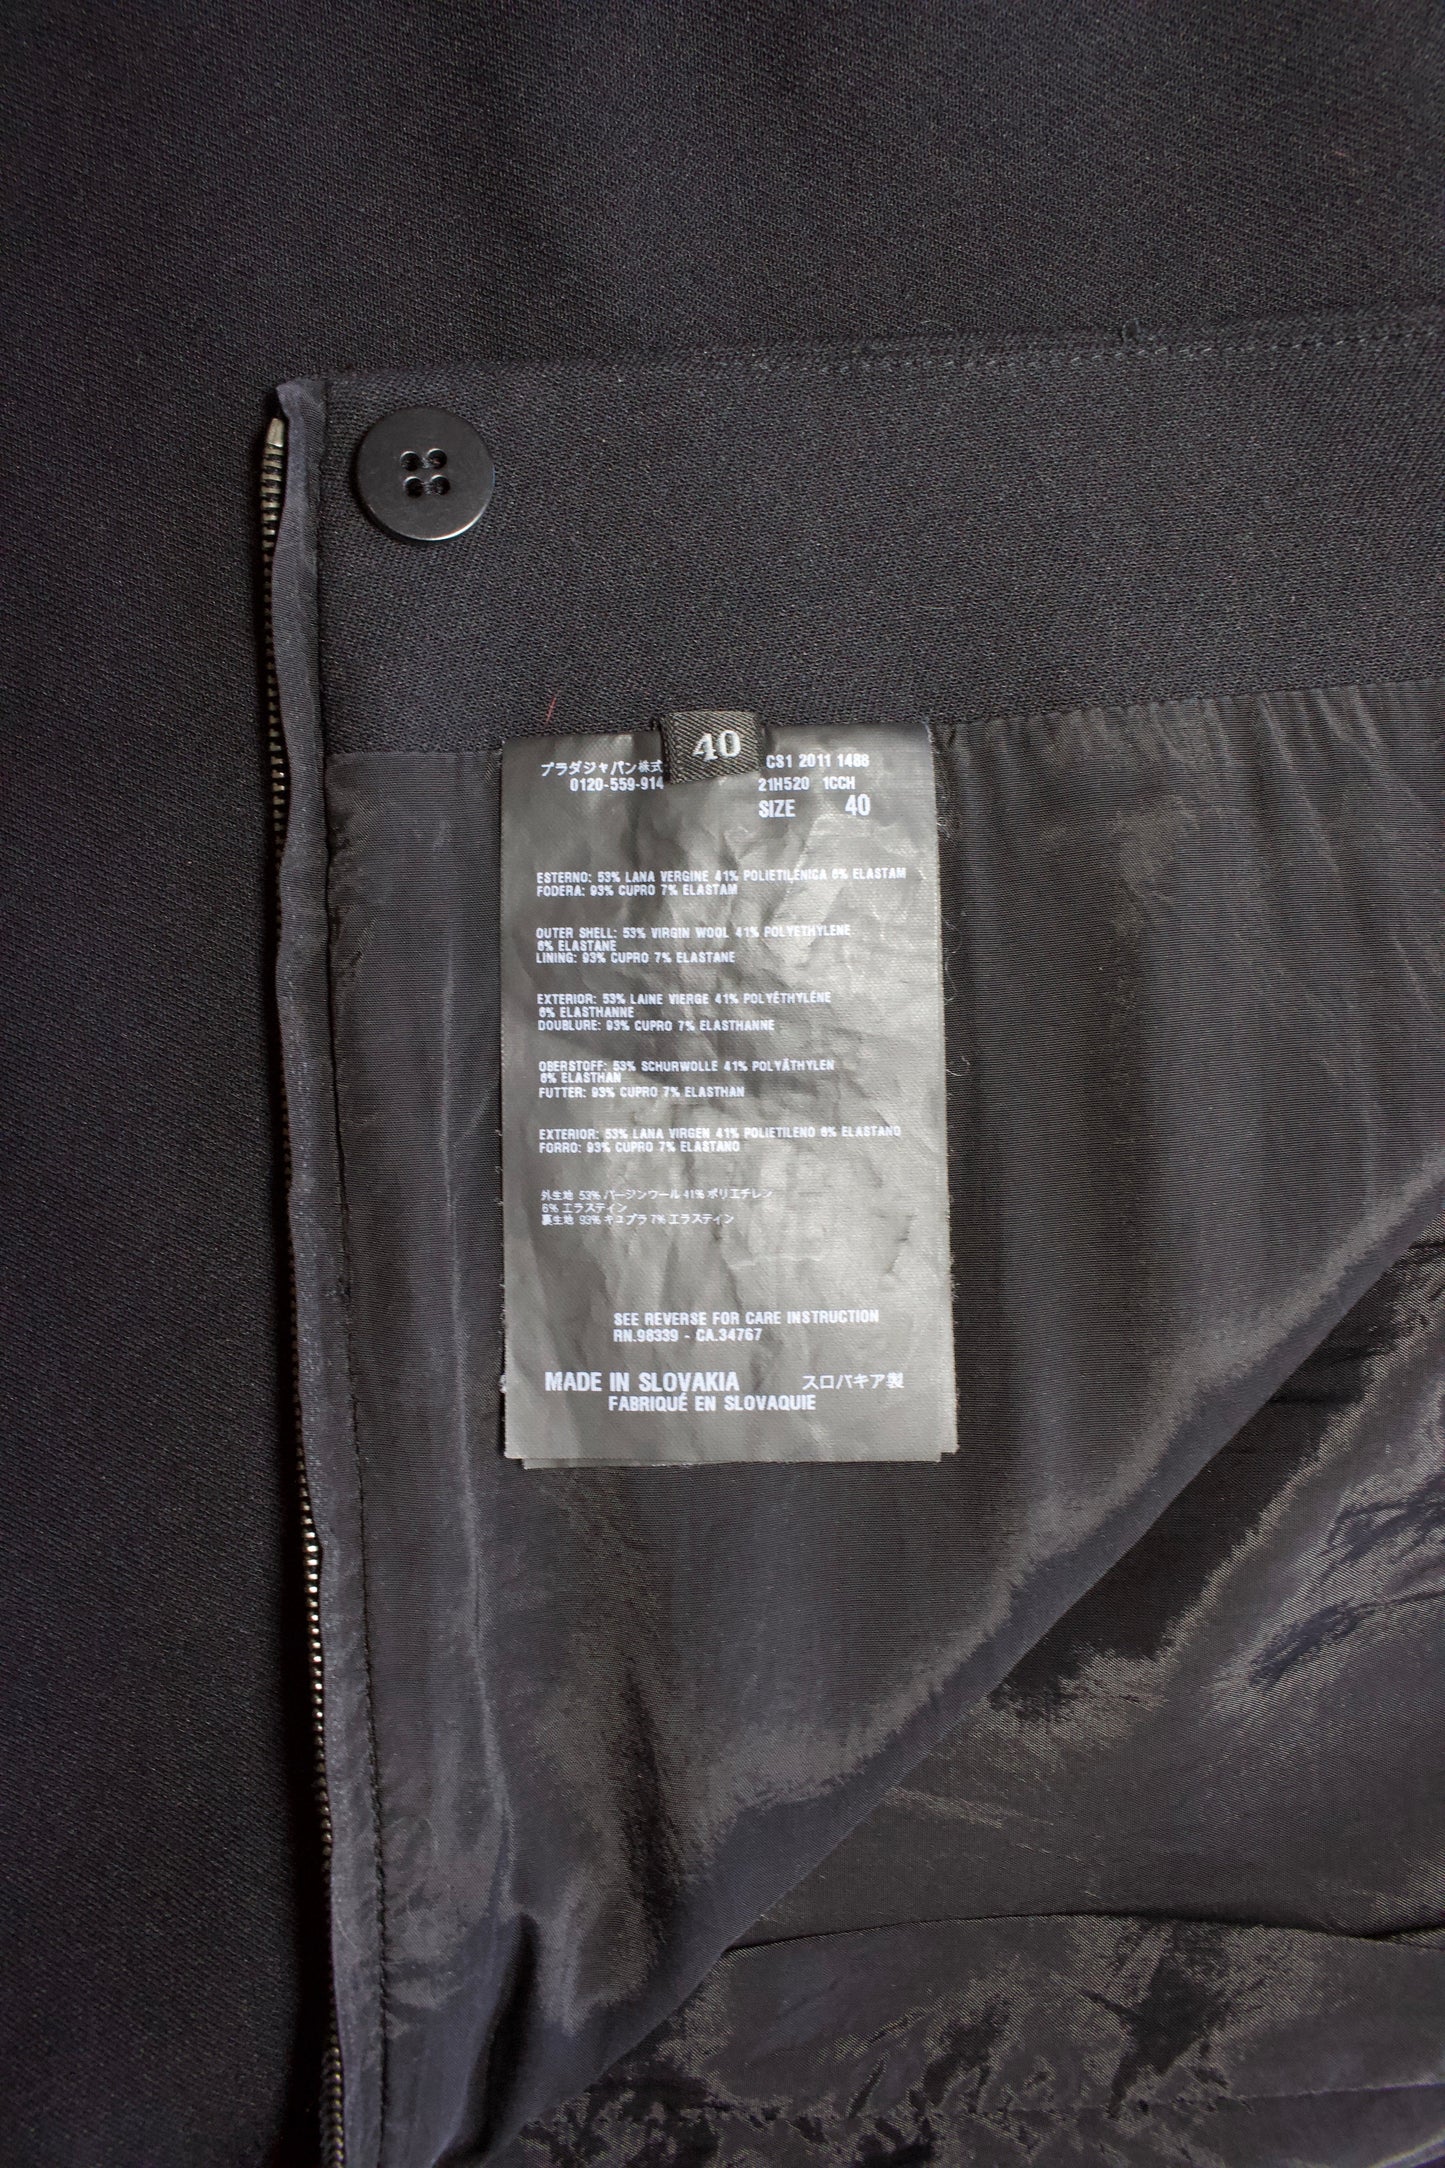 40
プラダジャパン株式
0120-559-914
CS1 2011 1488
21H520 1CCH
SIZE 40
ESTERNO: 53% LANA VERGINE 41% POLIETILÉNICA 6% ELASTAM
FODERA: 93% CUPRO 7% ELASTAM
OUTER SHELL: 53% VIRGIN WOOL 41% POLYETHYLENE
6% ELASTANE
LINING: 93% CUPRO 7% ELASTANE
EXTERIOR: 53% LAINE VIERGE 41% POLYÉTHYLÈNE
6% ELASTHANNE
DOUBLURE: 93% CUPRO 7% ELASTHANNE
OBERSTOFF: 53% SCHURWOLLE 41% POLYÄTHYLEN
6% ELASTHAN
FUTTER: 93% CUPRO 7% ELASTHAN
EXTERIOR: 53% LANA VIRGEN 41% POLIETILENO 6% ELASTANO
FORRO: 93% CUPRO 7% ELASTANO
外生地 53% バージンウール 41% ポリエチレン
6% エラスティン
裏生地 93% キュプラ 7% エラスティン
SEE REVERSE FOR CARE INSTRUCTION
RN.98339 - CA.34767
MADE IN SLOVAKIA スロバキア製
FABRIQUÉ EN SLOVAQUIE